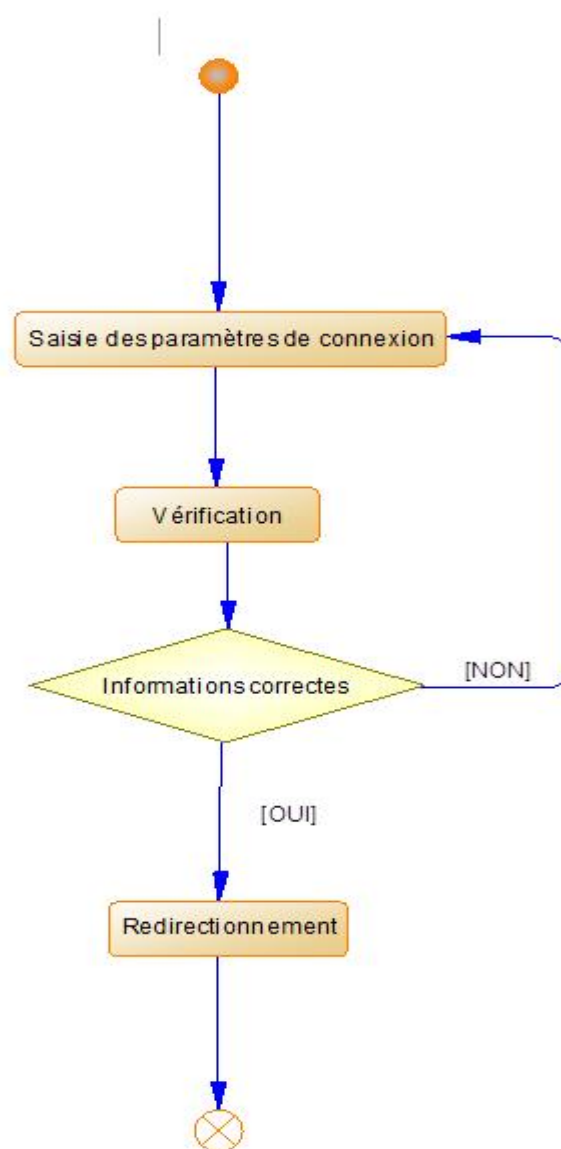 Saisie des paramètres de connexion
Vérification
Informations correctes
[NON]
[OUI]
Redirectionnement